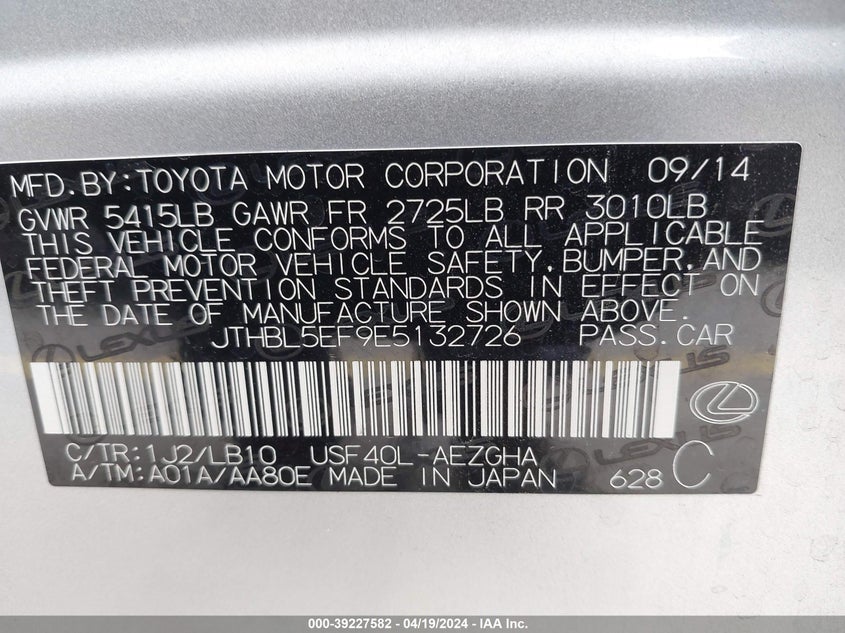 MFD.BY:TOYOTA MOTOR CORPORATION 09/14
GVWR 5415LB GAWR FR 2725LB RR 3010LB
THIS VEHICLE CONFORMS TO ALL APPLICABLE
FEDERAL MOTOR VEHICLE SAFETY,BUMPER,AND
THEFT PREVENTION STANDARDS IN EFFECT ON
THE DATE OF MANUFACTURE SHOWN ABOVE.
JTHBL5EF9E5132726 PASS.CAR
C/TR:1J2/LB10 USF40L-AEZGHA
A/TM:A01A/AA80E MADE IN JAPAN 628 C
000-39227582 - 04/19/2024 - IAA Inc.